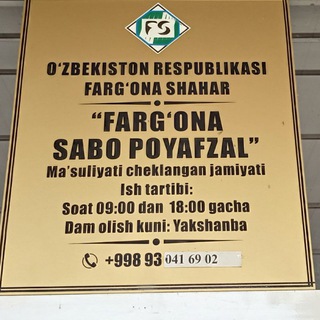 FS
O'ZBEKISTON RESPUBLIKASI
FARG'ONA SHAHAR
“FARG'ONA
SABO POYAFZAL”
Ma'suliyati cheklangan jamiyati
Ish tartibi:
Soat 09:00 dan 18:00 gacha
Dam olish kuni: Yakshanba
+998 93 041 69 02